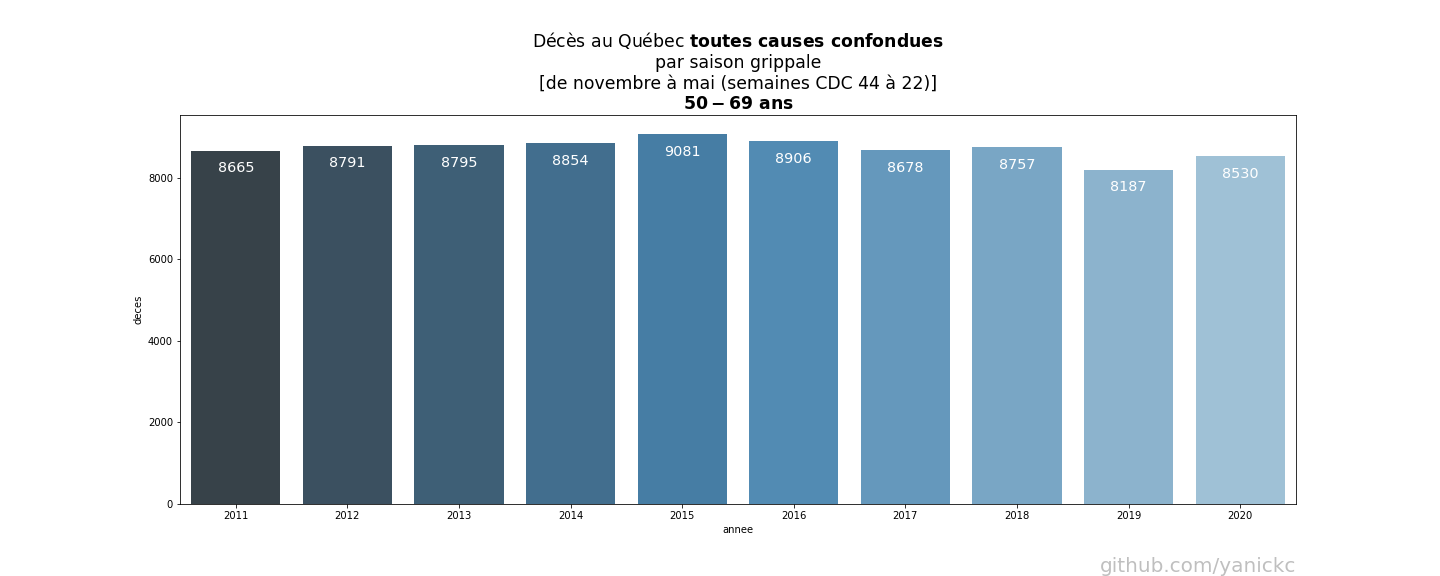 Décès au Québec toutes causes confondues
par saison grippale
[de novembre à mai (semaines CDC 44 à 22)]
50 – 69 ans
8665
8791
8795
8854
9081
8906
8678
8757
8187
8530
8000
6000
4000
2000
0
deces
2011 2012 2013 2014 2015 2016 2017 2018 2019 2020
annee
github.com/yanickc